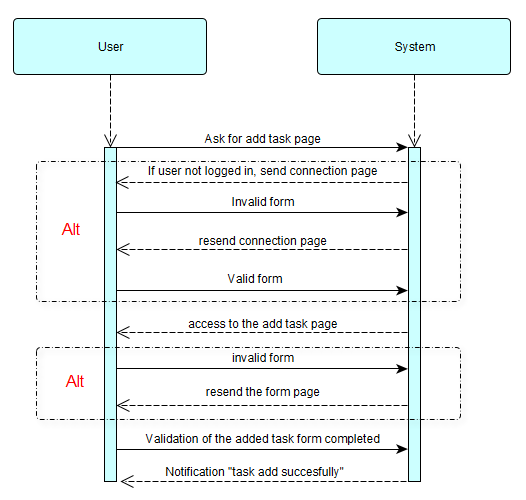 User
System
Ask for add task page
If user not logged in, send connection page
Invalid form
Alt
resend connection page
Valid form
access to the add task page
invalid form
Alt
resend the form page
Validation of the added task form completed
Notification "task add succesfully"